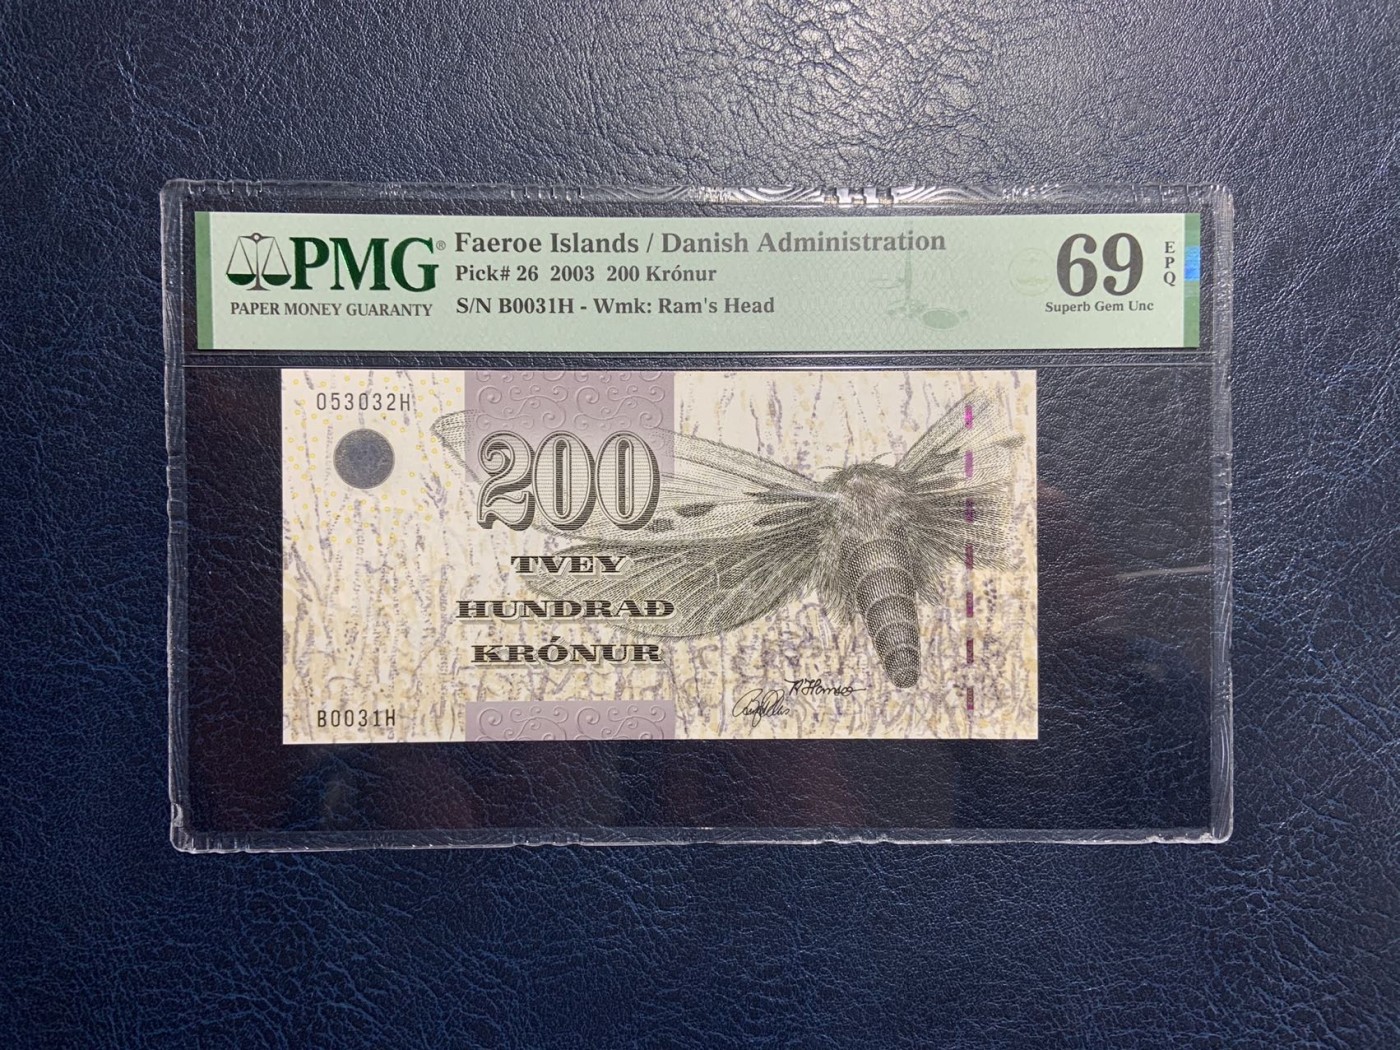 PMG®
PAPER MONEY GUARANTY
Faeroe Islands / Danish Administration
Pick# 26 2003 200 Krónur
S/N B0031H - Wmk: Ram's Head
69
EPQ
Superb Gem Unc
053032H
200
TVEY
HUNDRAÐ
KRÓNUR
B0031H